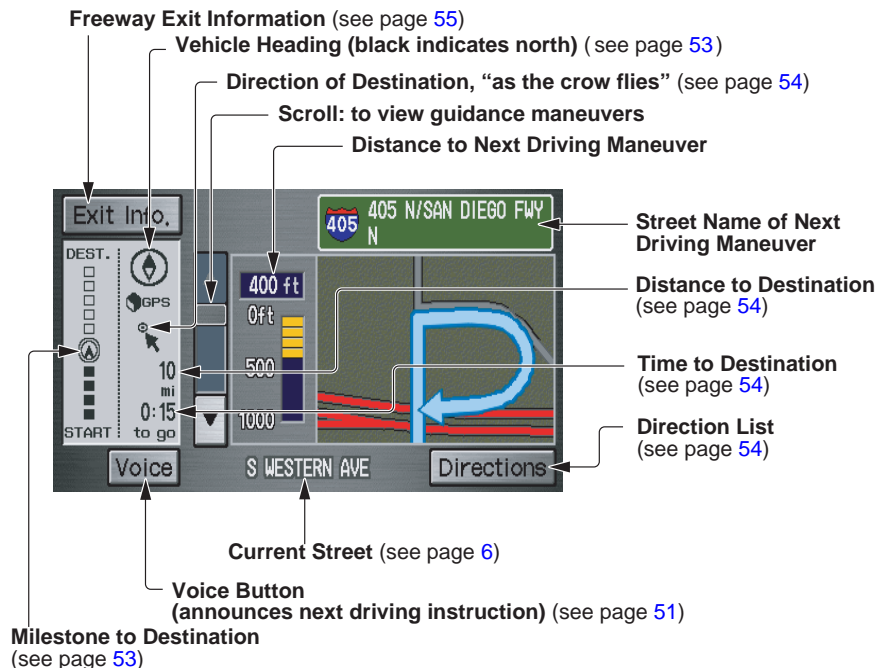 Freeway Exit Information (see page 55)
Vehicle Heading (black indicates north) (see page 53)
Direction of Destination, “as the crow flies” (see page 54)
Scroll: to view guidance maneuvers
Distance to Next Driving Maneuver
Exit Info.
405
405 N/SAN DIEGO FWY
N
Street Name of Next
Driving Maneuver
DEST.
GPS
400 ft
0ft
500
1000
10
mi
0:15
to go
START
▼
Distance to Destination
(see page 54)
Time to Destination
(see page 54)
Direction List
(see page 54)
Voice
S WESTERN AVE
Directions
Current Street (see page 6)
Voice Button
(announces next driving instruction) (see page 51)
Milestone to Destination
(see page 53)